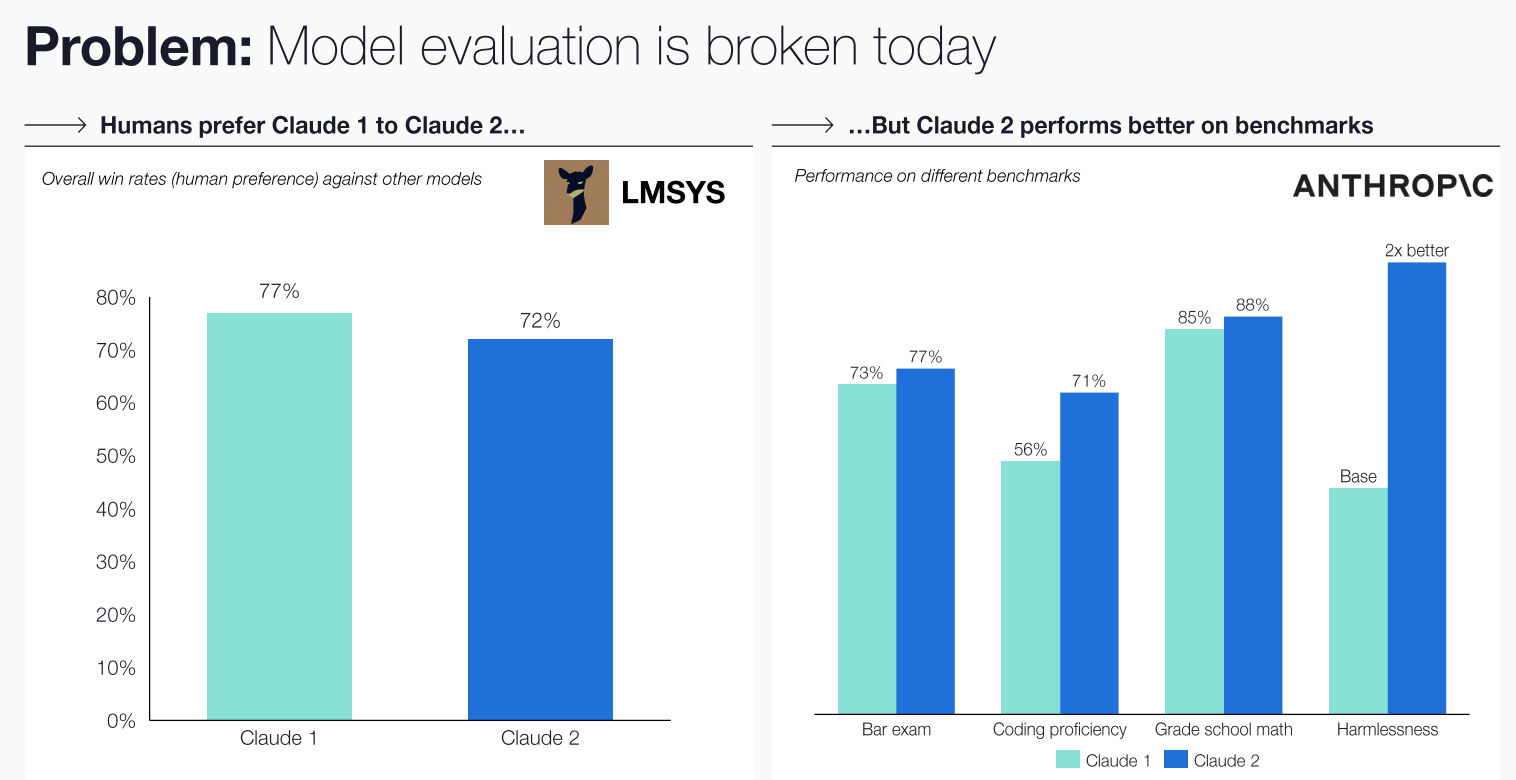 Problem: Model evaluation is broken today
Humans prefer Claude 1 to Claude 2...
Overall win rates (human preference) against other models
LMSYS
80%
70%
60%
50%
40%
30%
20%
10%
0%
77%
72%
Claude 1
Claude 2
...But Claude 2 performs better on benchmarks
Performance on different benchmarks
ANTHROP\C
73%
77%
56%
71%
85%
88%
Base
2x better
Bar exam
Coding proficiency
Grade school math
Harmlessness
Claude 1
Claude 2